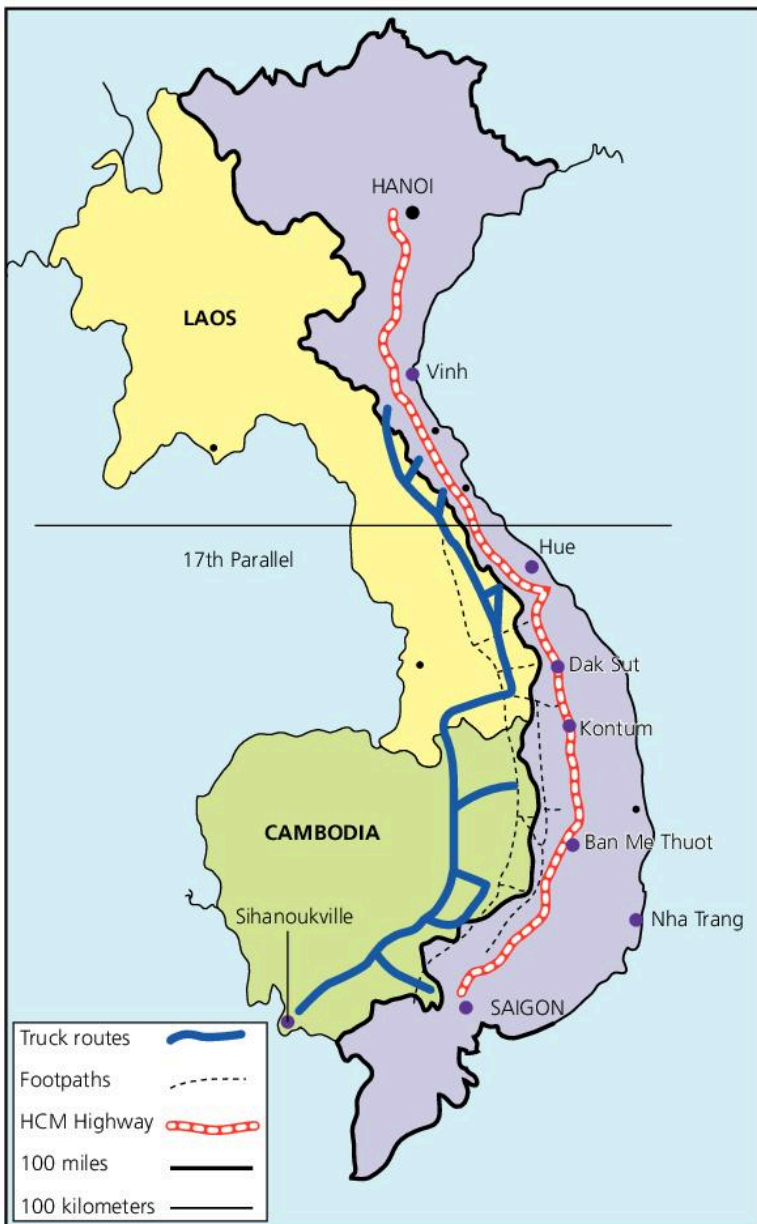 HANOI
LAOS
Vinh
17th Parallel
Hue
Dak Sut
Kontum
CAMBODIA
Ban Me Thuot
Sihanoukville
Nha Trang
SAIGON
Truck routes
Footpaths
HCM Highway
100 miles
100 kilometers